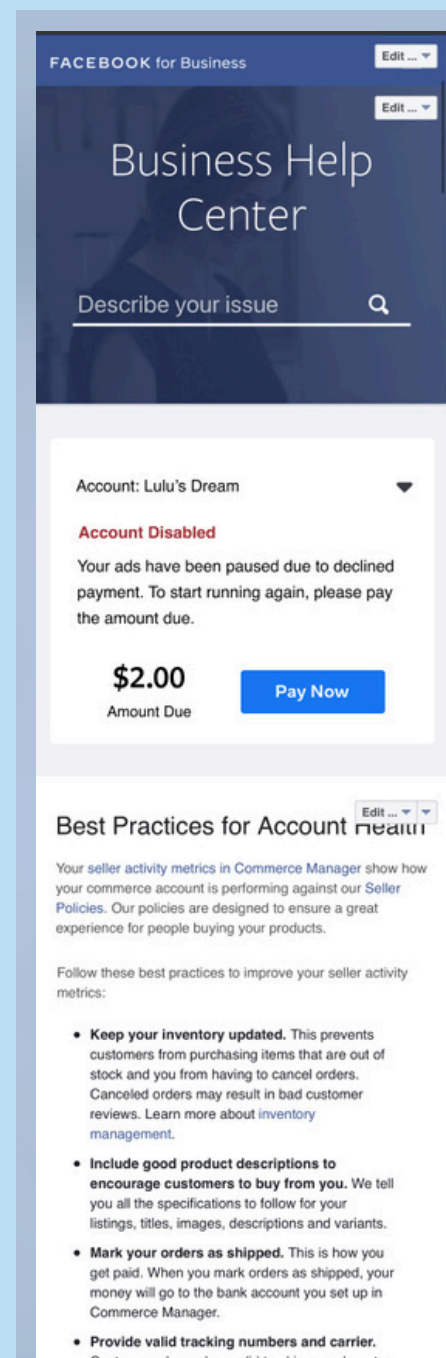 FACEBOOK for Business
Edit ...
Edit ...
Business Help
Center
Describe your issue
Account: Lulu's Dream
Account Disabled
Your ads have been paused due to declined
payment. To start running again, please pay
the amount due.
$2.00
Pay Now
Amount Due
Edit ...
Best Practices for Account Health
Your seller activity metrics in Commerce Manager show how
your commerce account is performing against our Seller
Policies. Our policies are designed to ensure a great
experience for people buying your products.
Follow these best practices to improve your seller activity
metrics:
• Keep your inventory updated. This prevents
customers from purchasing items that are out of
stock and you from having to cancel orders.
Canceled orders may result in bad customer
reviews. Learn more about inventory
management.
• Include good product descriptions to
encourage customers to buy from you. We tell
you all the specifications to follow for your
listings, titles, images, descriptions and variants.
• Mark your orders as shipped. This is how you
get paid. When you mark orders as shipped, your
money will go to the bank account you set up in
Commerce Manager.
• Provide valid tracking numbers and carrier.